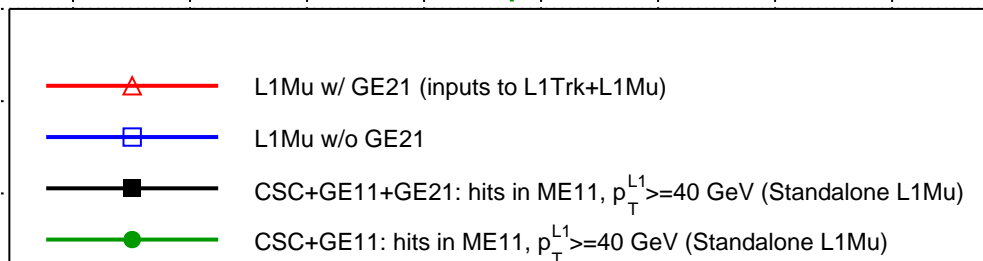 L1Mu w/ GE21 (inputs to L1Trk+L1Mu)
L1Mu w/o GE21
CSC+GE11+GE21: hits in ME11, p_T^L1>=40 GeV (Standalone L1Mu)
CSC+GE11: hits in ME11, p_T^L1>=40 GeV (Standalone L1Mu)